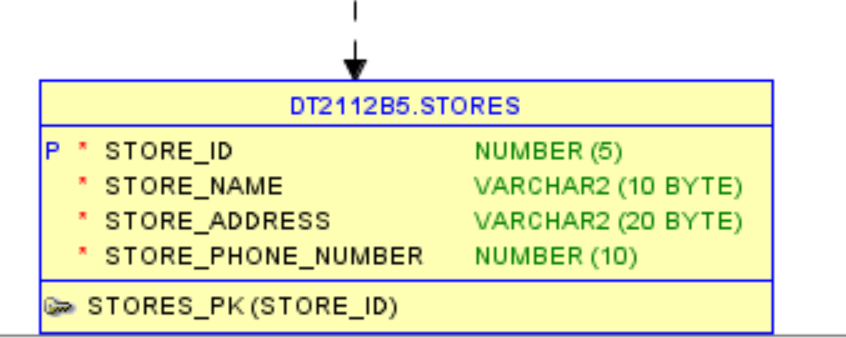 DT2112B5.STORES
P * STORE_ID NUMBER (5)
* STORE_NAME VARCHAR2 (10 BYTE)
* STORE_ADDRESS VARCHAR2 (20 BYTE)
* STORE_PHONE_NUMBER NUMBER (10)
STORES_PK (STORE_ID)